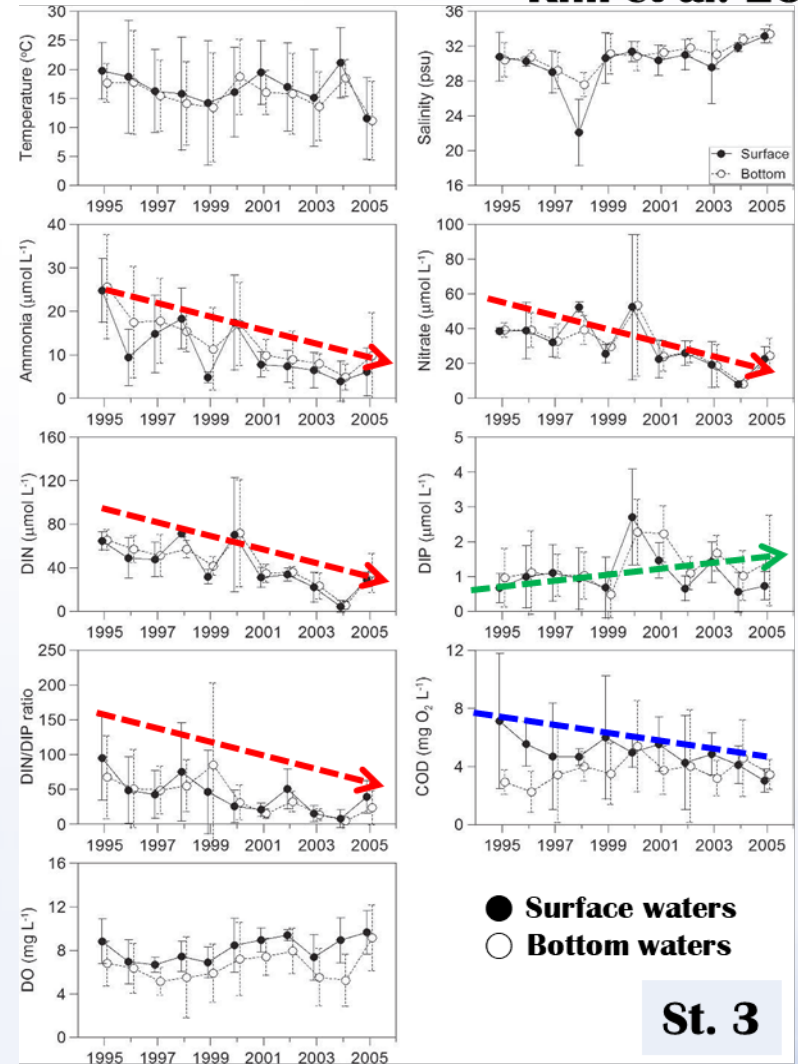 et al.
Temperature (°C)
30
25
20
15
10
5
0
1995 1997 1999 2001 2003 2005
Salinity (psu)
36
32
28
24
20
16
Surface
Bottom
1995 1997 1999 2001 2003 2005
Ammonia (μmol L⁻¹)
40
30
20
10
0
1995 1997 1999 2001 2003 2005
Nitrate (μmol L⁻¹)
100
80
60
40
20
0
1995 1997 1999 2001 2003 2005
DIN (μmol L⁻¹)
160
120
80
40
0
1995 1997 1999 2001 2003 2005
DIP (μmol L⁻¹)
5
4
3
2
1
0
1995 1997 1999 2001 2003 2005
DIN/DIP ratio
250
200
150
100
50
0
1995 1997 1999 2001 2003 2005
COD (mg O₂ L⁻¹)
12
8
4
0
1995 1997 1999 2001 2003 2005
DO (mg L⁻¹)
16
12
8
4
0
1995 1997 1999 2001 2003 2005
Surface waters
Bottom waters
St. 3